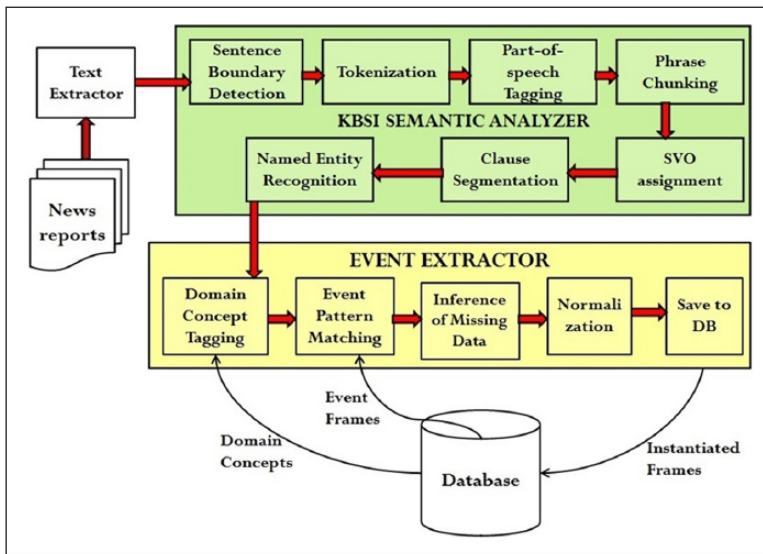 Text
Extractor
News
reports
Sentence
Boundary
Detection
Tokenization
Part-of-
speech
Tagging
Phrase
Chunking
KBSI SEMANTIC ANALYZER
Named Entity
Recognition
Clause
Segmentation
SVO
assignment
EVENT EXTRACTOR
Domain
Concept
Tagging
Event
Pattern
Matching
Inference
of Missing
Data
Normali
zation
Save to
DB
Event
Frames
Domain
Concepts
Instantiated
Frames
Database